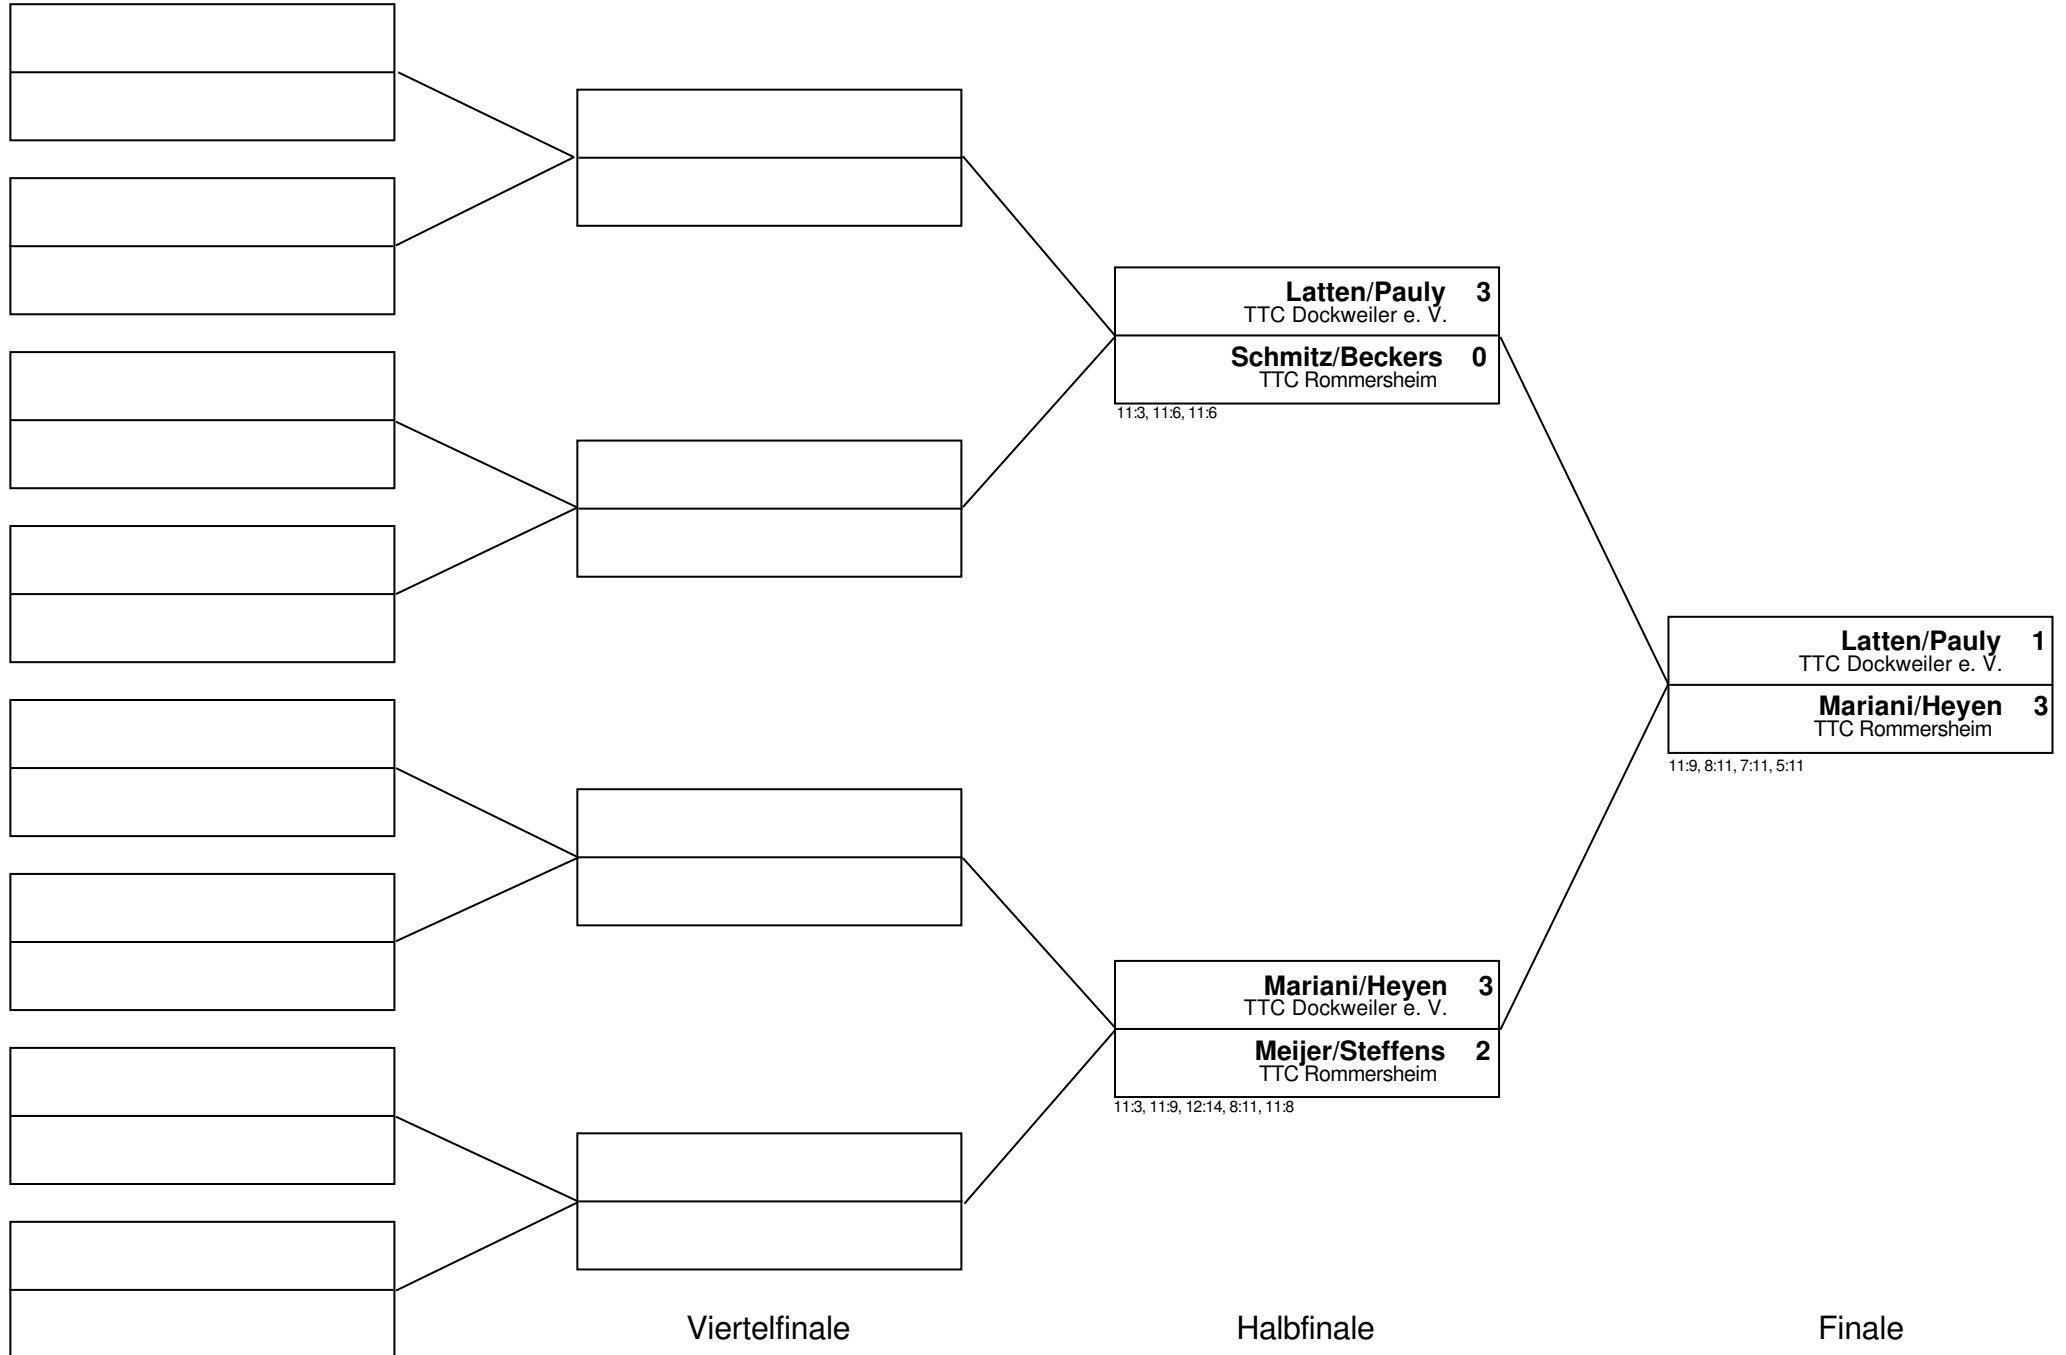 Latten/Pauly 3
TTC Dockweiler e. V.
Schmitz/Beckers 0
TTC Rommersheim
11:3, 11:6, 11:6
Latten/Pauly 1
TTC Dockweiler e. V.
Mariani/Heyen 3
TTC Rommersheim
11:9, 8:11, 7:11, 5:11
Mariani/Heyen 3
TTC Dockweiler e. V.
Meijer/Steffens 2
TTC Rommersheim
11:3, 11:9, 12:14, 8:11, 11:8
Viertelfinale Halbfinale Finale